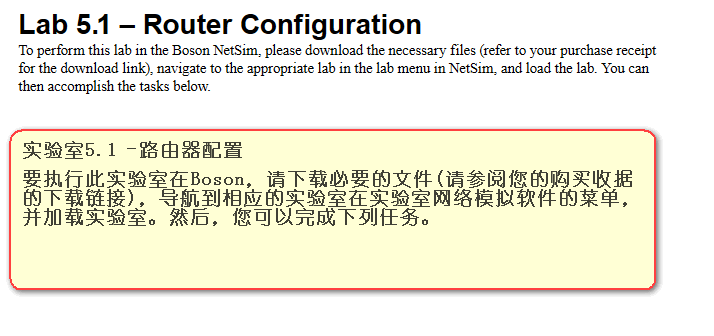 Lab 5.1 – Router Configuration
To perform this lab in the Boson NetSim, please download the necessary files (refer to your purchase receipt
for the download link), navigate to the appropriate lab in the lab menu in NetSim, and load the lab. You can
then accomplish the tasks below.
实验室5.1 -路由器配置
要执行此实验室在Boson，请下载必要的文件(请参阅您的购买收据
的下载链接)，导航到相应的实验室在实验室网络模拟软件的菜单，
并加载实验室。然后，您可以完成下列任务。